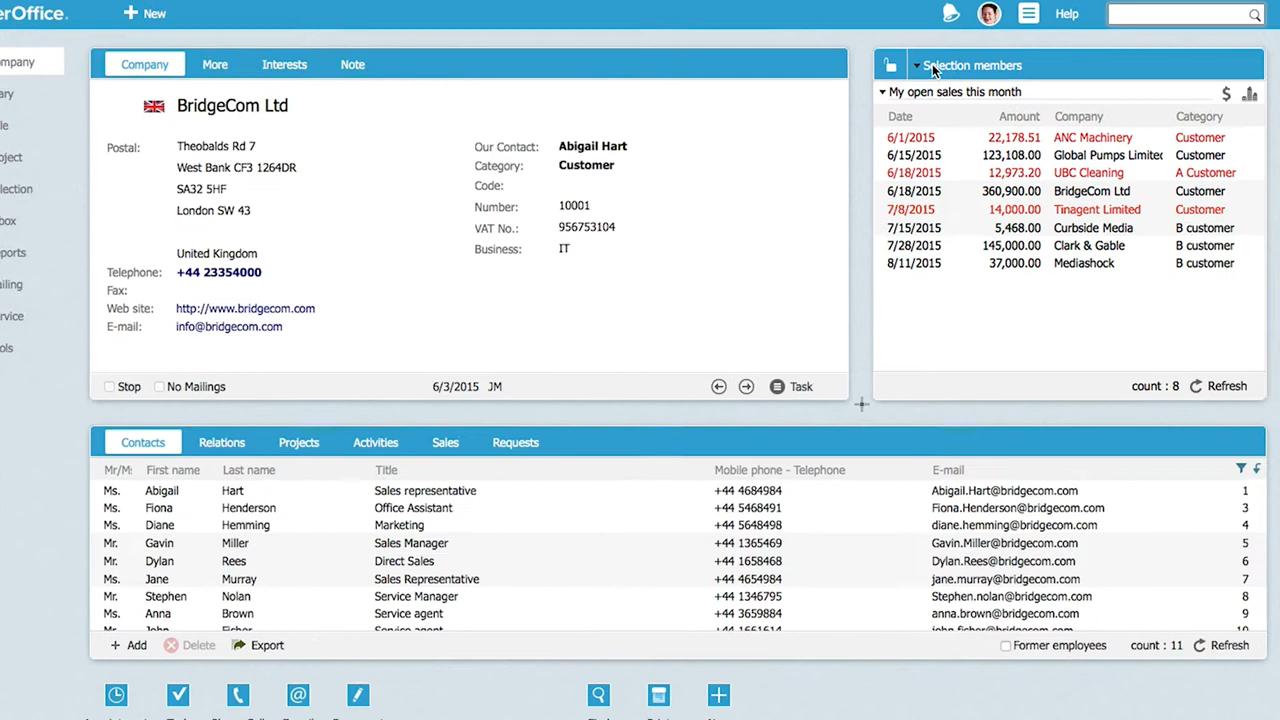 erOffice.
New
Help
ompany
ary
le
oject
lection
box
ports
ailing
rvice
ols
Company More Interests Note
BridgeCom Ltd
Postal: Theobalds Rd 7
West Bank CF3 1264DR
SA32 5HF
London SW 43
United Kingdom
Telephone: +44 23354000
Fax:
Web site: http://www.bridgecom.com
E-mail: info@bridgecom.com
Our Contact: Abigail Hart
Category: Customer
Code:
Number: 10001
VAT No.: 956753104
Business: IT
Stop No Mailings 6/3/2015 JM Task
Selection members
My open sales this month $
Date Amount Company Category
6/1/2015 22,178.51 ANC Machinery Customer
6/15/2015 123,108.00 Global Pumps Limitec Customer
6/18/2015 12,973.20 UBC Cleaning A Customer
6/18/2015 360,900.00 BridgeCom Ltd Customer
7/8/2015 14,000.00 Tinagent Limited Customer
7/15/2015 5,468.00 Curbside Media B customer
7/28/2015 145,000.00 Clark & Gable B customer
8/11/2015 37,000.00 Mediashock B customer
count : 8 Refresh
Contacts Relations Projects Activities Sales Requests
Mr/M: First name Last name Title Mobile phone - Telephone E-mail
Ms. Abigail Hart Sales representative +44 4684984 Abigail.Hart@bridgecom.com 1
Ms. Fiona Henderson Office Assistant +44 5468491 Fiona.Henderson@bridgecom.com 3
Ms. Diane Hemming Marketing +44 5648498 diane.hemming@bridgecom.com 4
Mr. Gavin Miller Sales Manager +44 1365469 Gavin.Miller@bridgecom.com 5
Mr. Dylan Rees Direct Sales +44 1658468 Dylan.Rees@bridgecom.com 6
Ms. Jane Murray Sales Representative +44 4654984 jane.murray@bridgecom.com 7
Mr. Stephen Nolan Service Manager +44 1346795 Stephen.nolan@bridgecom.com 8
Ms. Anna Brown Service agent +44 3659884 anna.brown@bridgecom.com 9
Mr. John Fisher Service agent +44 1661614 john.fisher@bridgecom.com 10
Add Delete Export Former employees count : 11 Refresh